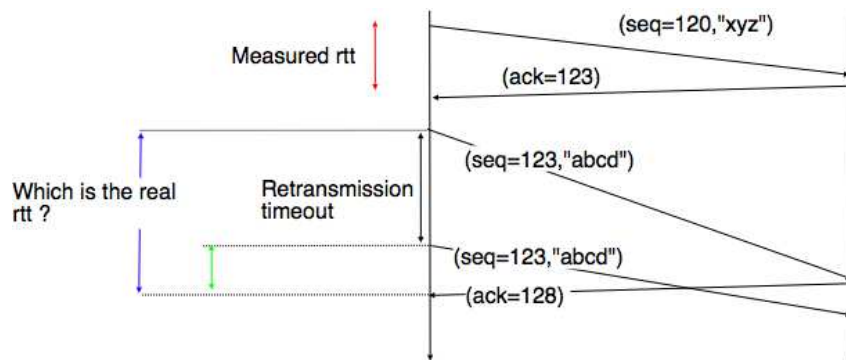 (seq=120,"xyz")
Measured rtt
(ack=123)
(seq=123,"abcd")
Which is the real
rtt ?
Retransmission
timeout
(seq=123,"abcd")
(ack=128)